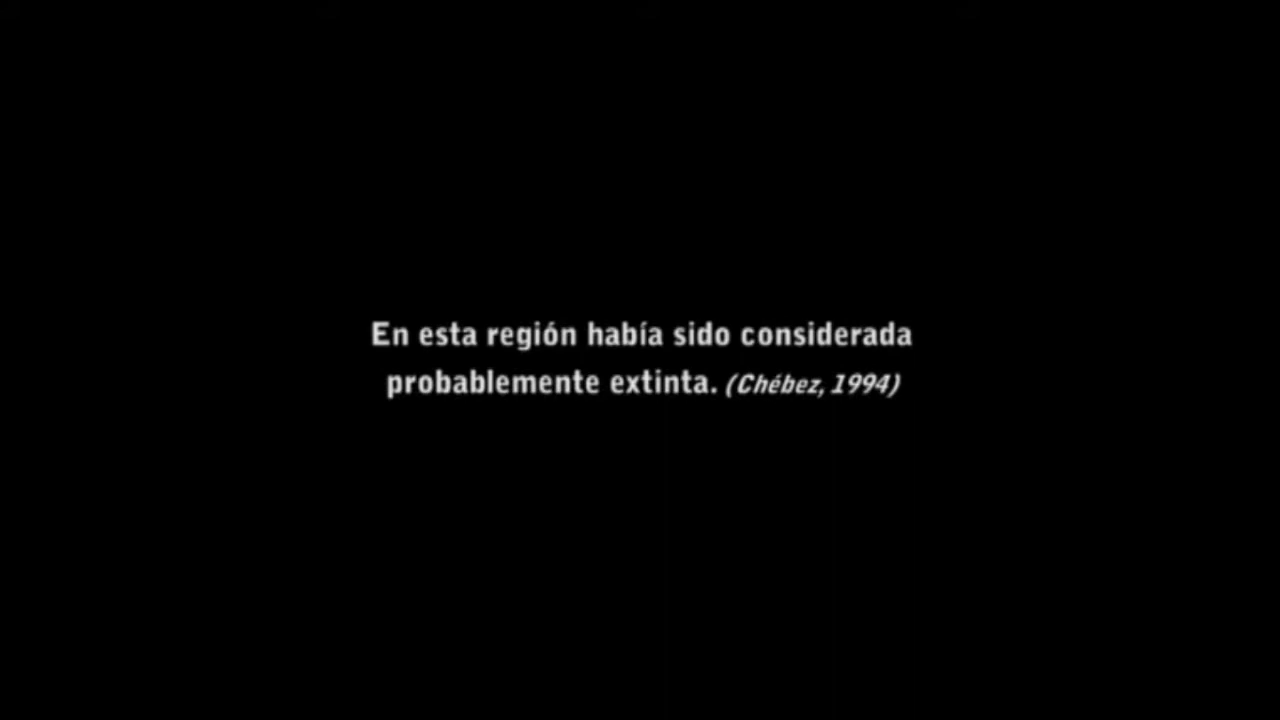 En esta región había sido considerada
probablemente extinta. (Chébez, 1994)